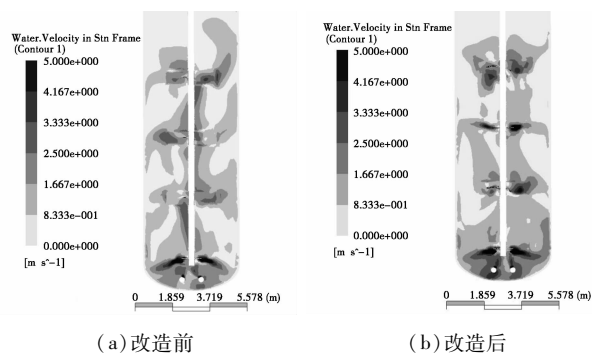 Water.Velocity in Stn Frame
(Contour 1)
5.000e+000
4.167e+000
3.333e+000
2.500e+000
1.667e+000
8.333e-001
0.000e+000
[m s^-1]
0 1.859 3.719 5.578 (m)
(a)改造前
Water.Velocity in Stn Frame
(Contour 1)
5.000e+000
4.167e+000
3.333e+000
2.500e+000
1.667e+000
8.333e-001
0.000e+000
[m s^-1]
0 1.859 3.719 5.578 (m)
(b)改造后